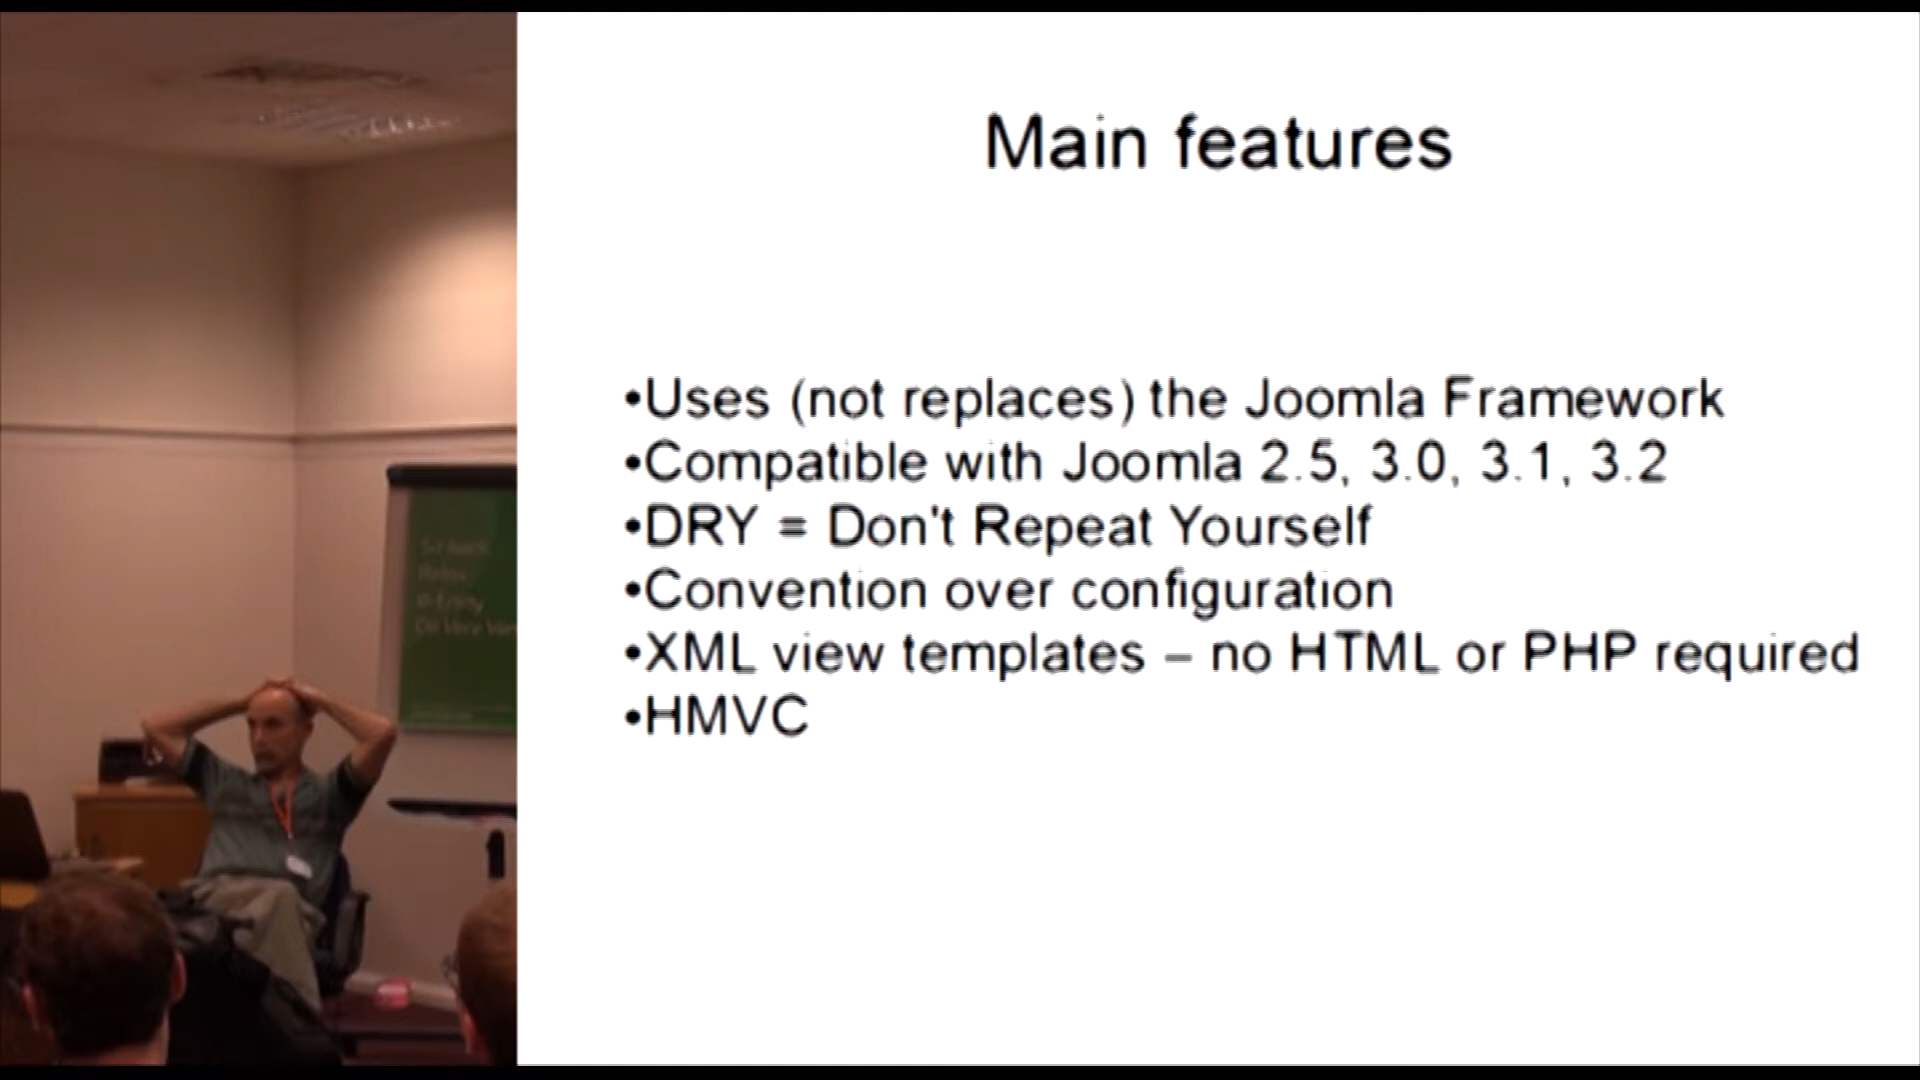 Main features
•Uses (not replaces) the Joomla Framework
•Compatible with Joomla 2.5, 3.0, 3.1, 3.2
•DRY = Don't Repeat Yourself
•Convention over configuration
•XML view templates – no HTML or PHP required
•HMVC